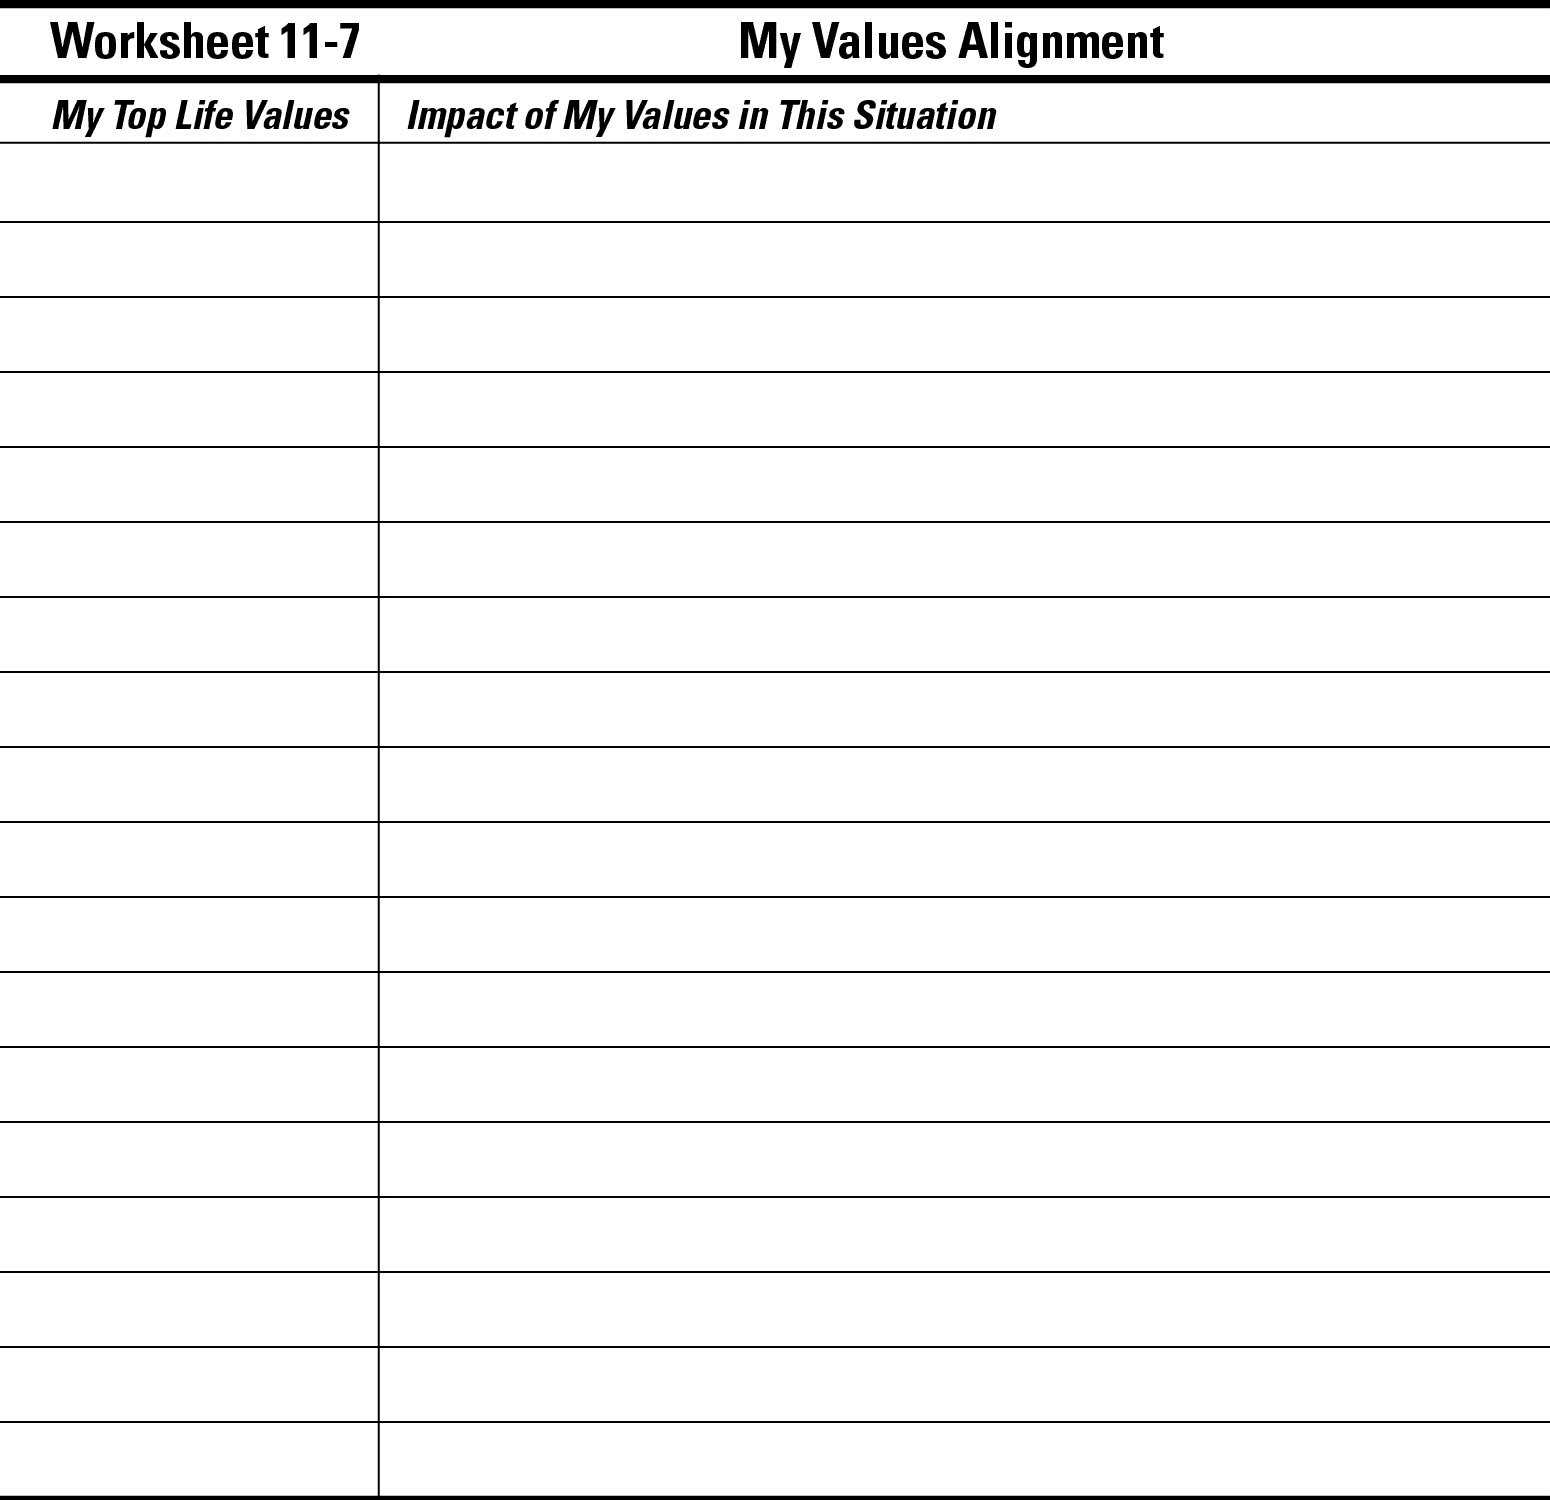 Worksheet 11-7 My Values Alignment
My Top Life Values Impact of My Values in This Situation